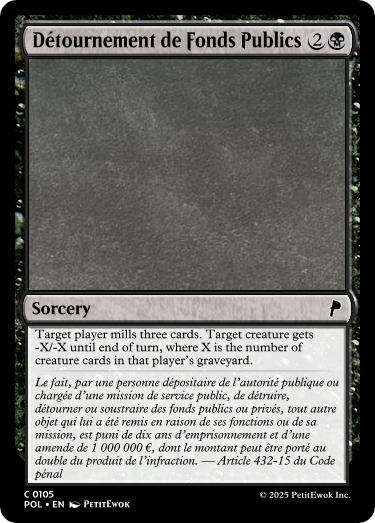 Détournement de Fonds Publics 2
Sorcery
Target player mills three cards. Target creature gets
-X/-X until end of turn, where X is the number of
creature cards in that player's graveyard.
Le fait, par une personne dépositaire de l'autorité publique ou
chargée d'une mission de service public, de détruire,
détourner ou soustraire des fonds publics ou privés, tout autre
objet qui lui a été remis en raison de ses fonctions ou de sa
mission, est puni de dix ans d'emprisonnement et d'une
amende de 1 000 000 €, dont le montant peut être porté au
double du produit de l'infraction. — Article 432-15 du Code
pénal
C 0105
POL • EN PetitEwok
© 2025 PetitEwok Inc.